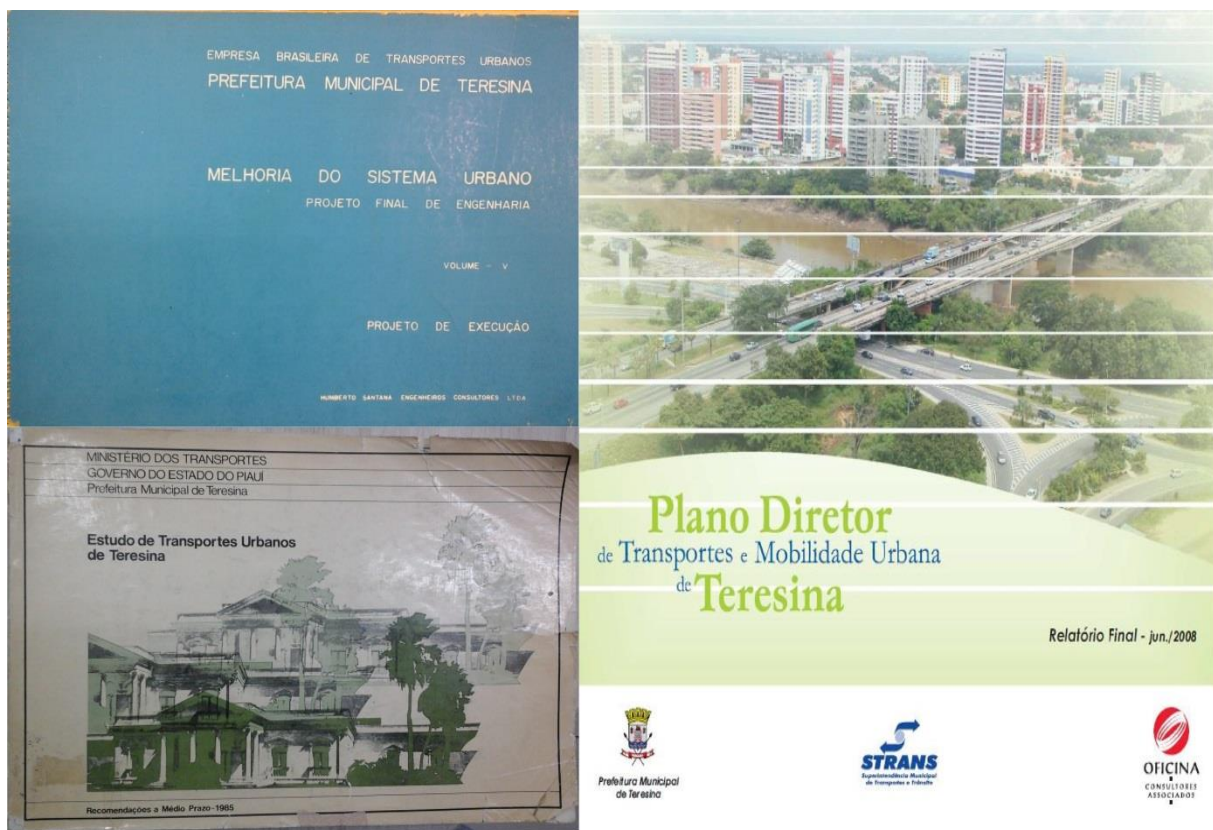 EMPRESA BRASILEIRA DE TRANSPORTES URBANOS
PREFEITURA MUNICIPAL DE TERESINA
MELHORIA DO SISTEMA URBANO
PROJETO FINAL DE ENGENHARIA
VOLUME - V
PROJETO DE EXECUÇÃO
HUMBERTO SANTANA ENGENHEIROS CONSULTORES LTDA
MINISTÉRIO DOS TRANSPORTES
GOVERNO DO ESTADO DO PIAUÍ
Prefeitura Municipal de Teresina
Estudo de Transportes Urbanos
de Teresina
Recomendações a Médio Prazo-1985
Plano Diretor
de Transportes e Mobilidade Urbana
de Teresina
Relatório Final - jun./2008
Prefeitura Municipal
de Teresina
STRANS
Superintendência Municipal
de Transportes e Trânsito
OFICINA
CONSULTORES
ASSOCIADOS